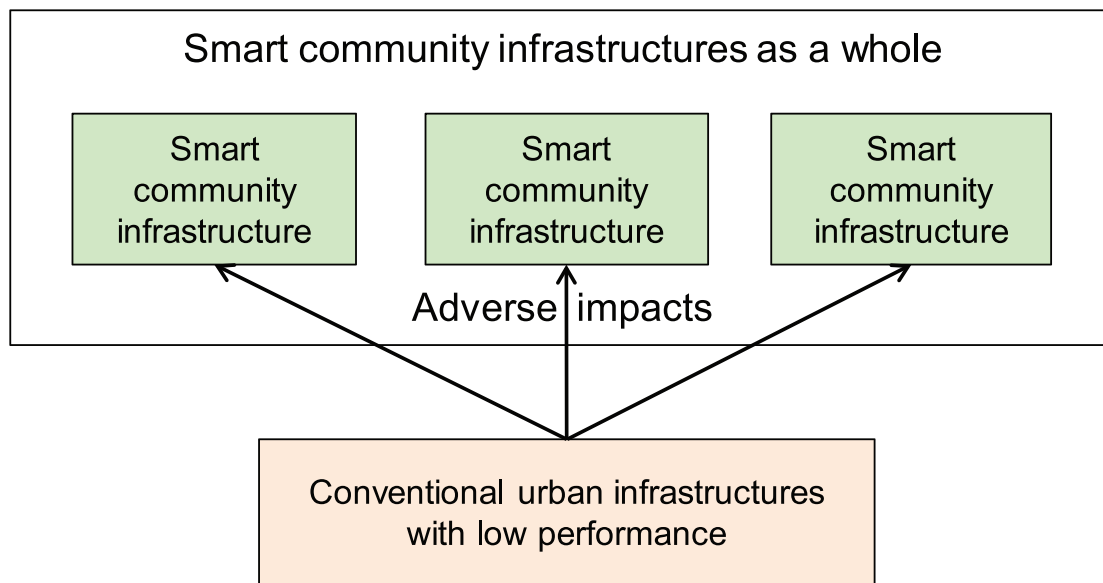 Smart community infrastructures as a whole
Smart
community
infrastructure
Smart
community
infrastructure
Smart
community
infrastructure
Adverse impacts
Conventional urban infrastructures
with low performance